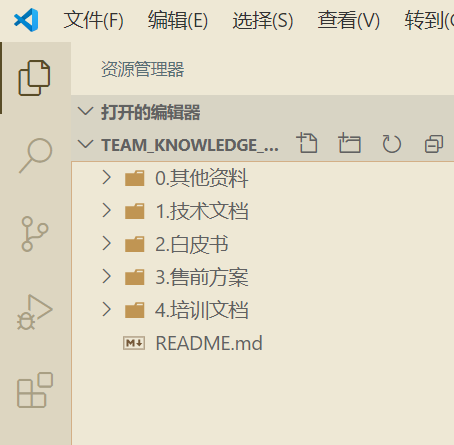 文件(F) 编辑(E) 选择(S) 查看(V) 转到(
资源管理器
打开的编辑器
TEAM_KNOWLEDGE_...
0.其他资料
1.技术文档
2.白皮书
3.售前方案
4.培训文档
README.md